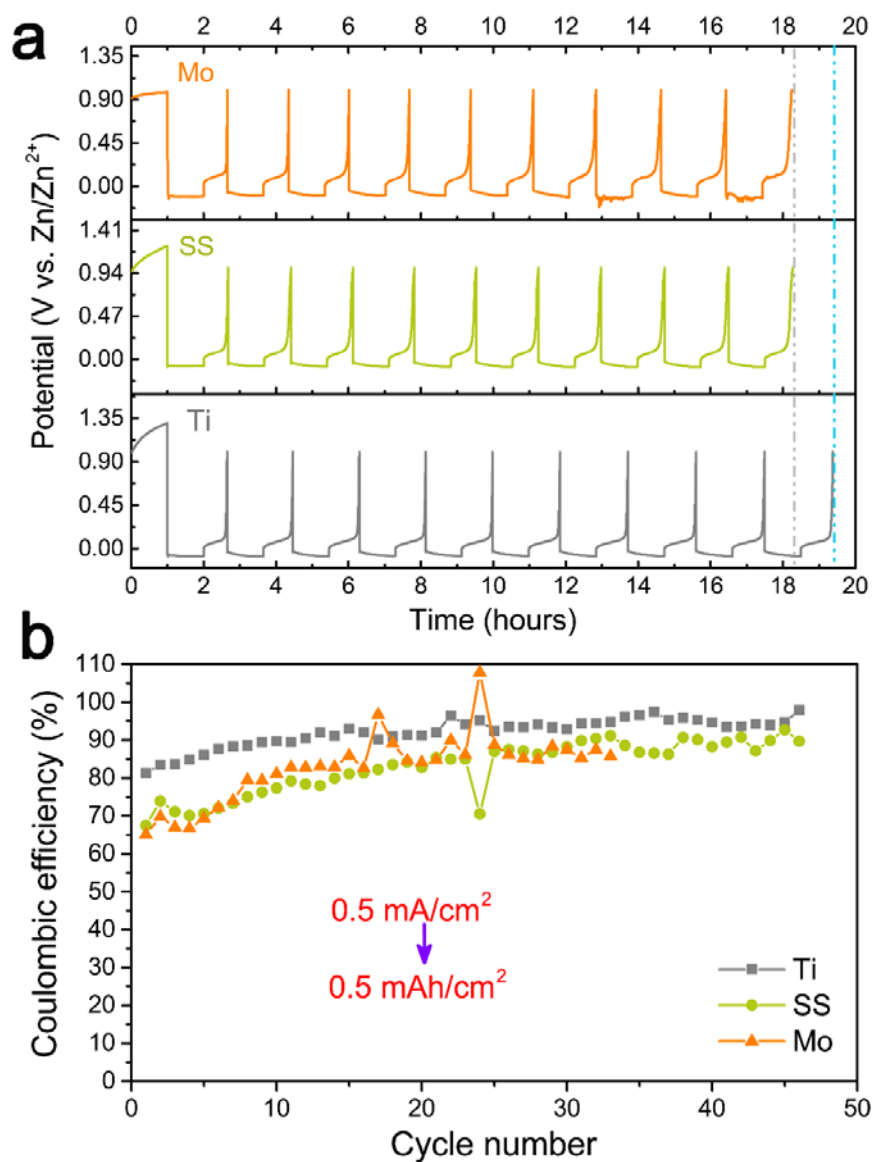 a
0 2 4 6 8 10 12 14 16 18 20
Potential (V vs. Zn/Zn²⁺)
1.35
0.90
0.45
0.00
Mo
1.41
0.94
0.47
0.00
SS
1.35
0.90
0.45
0.00
Ti
0 2 4 6 8 10 12 14 16 18 20
Time (hours)
b
Coulombic efficiency (%)
110
100
90
80
70
60
50
40
30
20
10
0
0.5 mA/cm²
0.5 mAh/cm²
Ti
SS
Mo
0 10 20 30 40 50
Cycle number